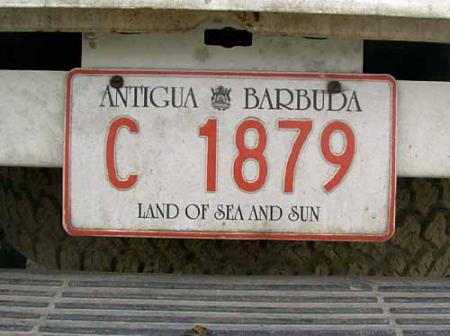 ANTIGUA BARBUDA
C 1879
LAND OF SEA AND SUN